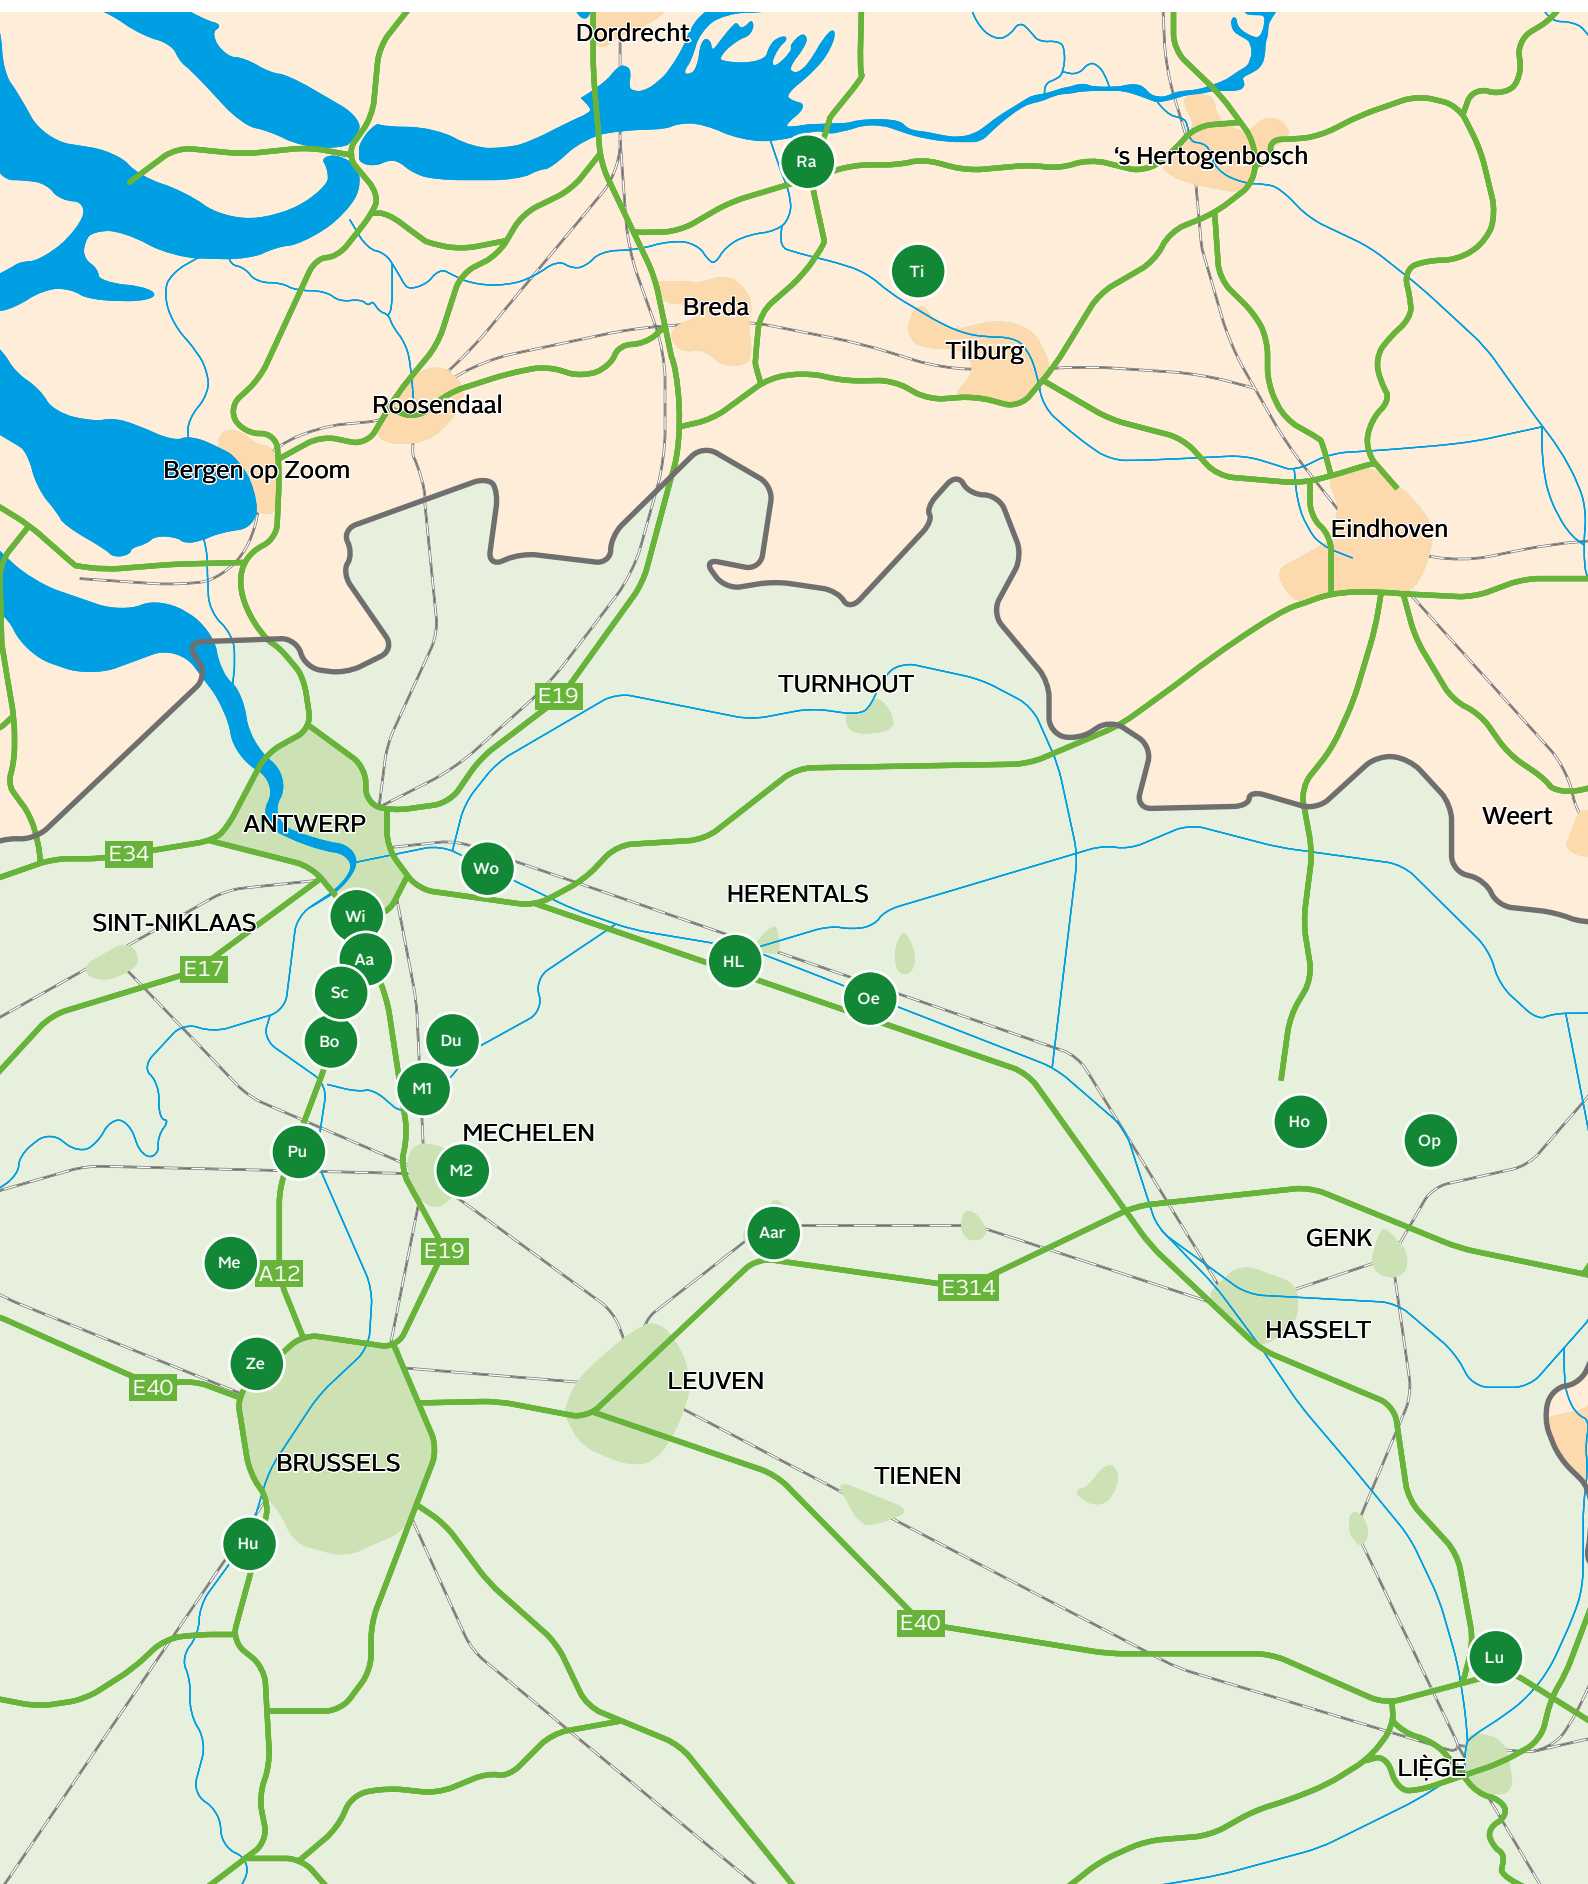 Dordrecht
‘s Hertogenbosch
Ra
Ti
Breda
Tilburg
Roosendaal
Bergen op Zoom
Eindhoven
TURNHOUT
E19
Weert
ANTWERP
E34
Wo
HERENTALS
SINT-NIKLAAS
Wi
E17
Aa
HL
Sc
Oe
Bo
Du
M1
Ho
MECHELEN
Op
Pu
M2
Aar
GENK
E19
Me
A12
E314
HASSELT
Ze
E40
LEUVEN
BRUSSELS
TIENEN
Hu
E40
Lu
LIÈGE